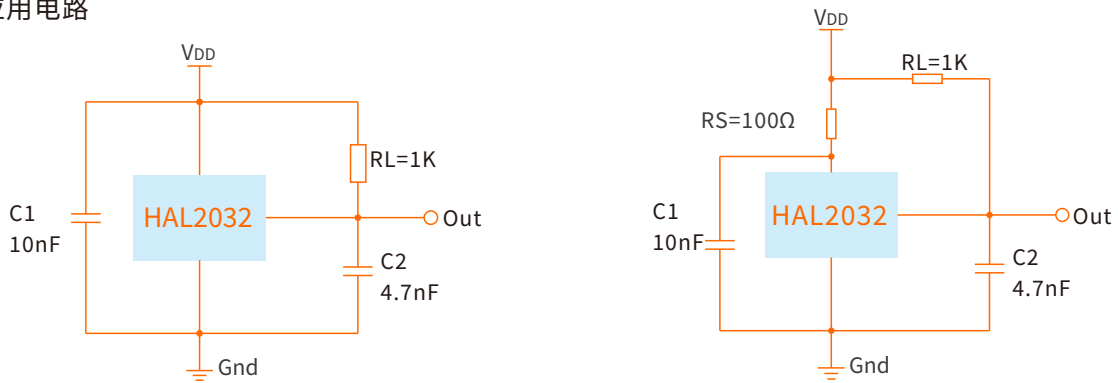 应用电路
VDD
RL=1K
C1
10nF
HAL2032
Out
C2
4.7nF
Gnd
VDD
RL=1K
RS=100Ω
C1
10nF
HAL2032
Out
C2
4.7nF
Gnd